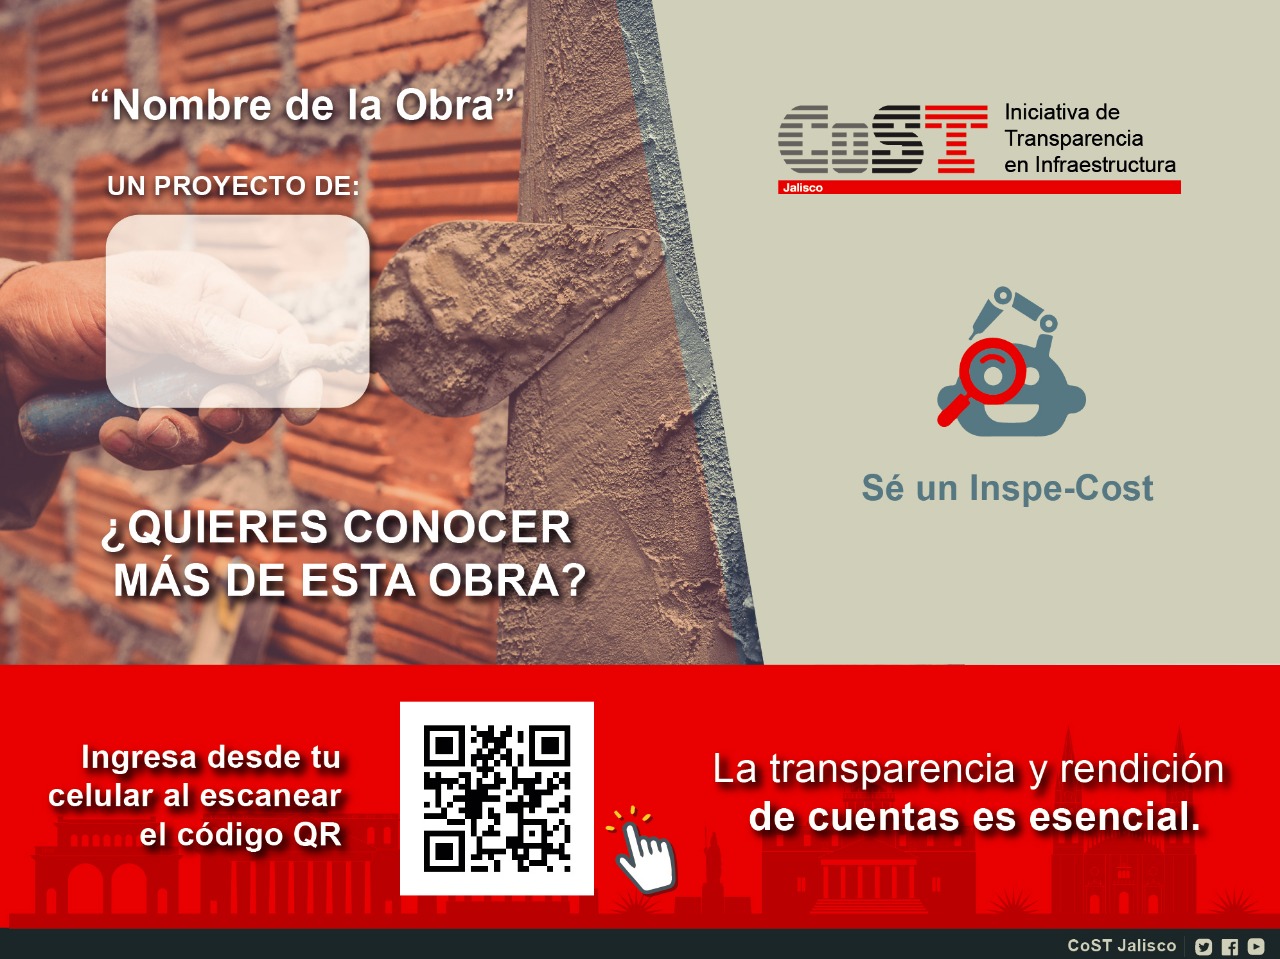 “Nombre de la Obra”
UN PROYECTO DE:
¿QUIERES CONOCER
MÁS DE ESTA OBRA?
CoST
Iniciativa de
Transparencia
en Infraestructura
Jalisco
Sé un Inspe-Cost
Ingresa desde tu
celular al escanear
el código QR
La transparencia y rendición
de cuentas es esencial.
CoST Jalisco